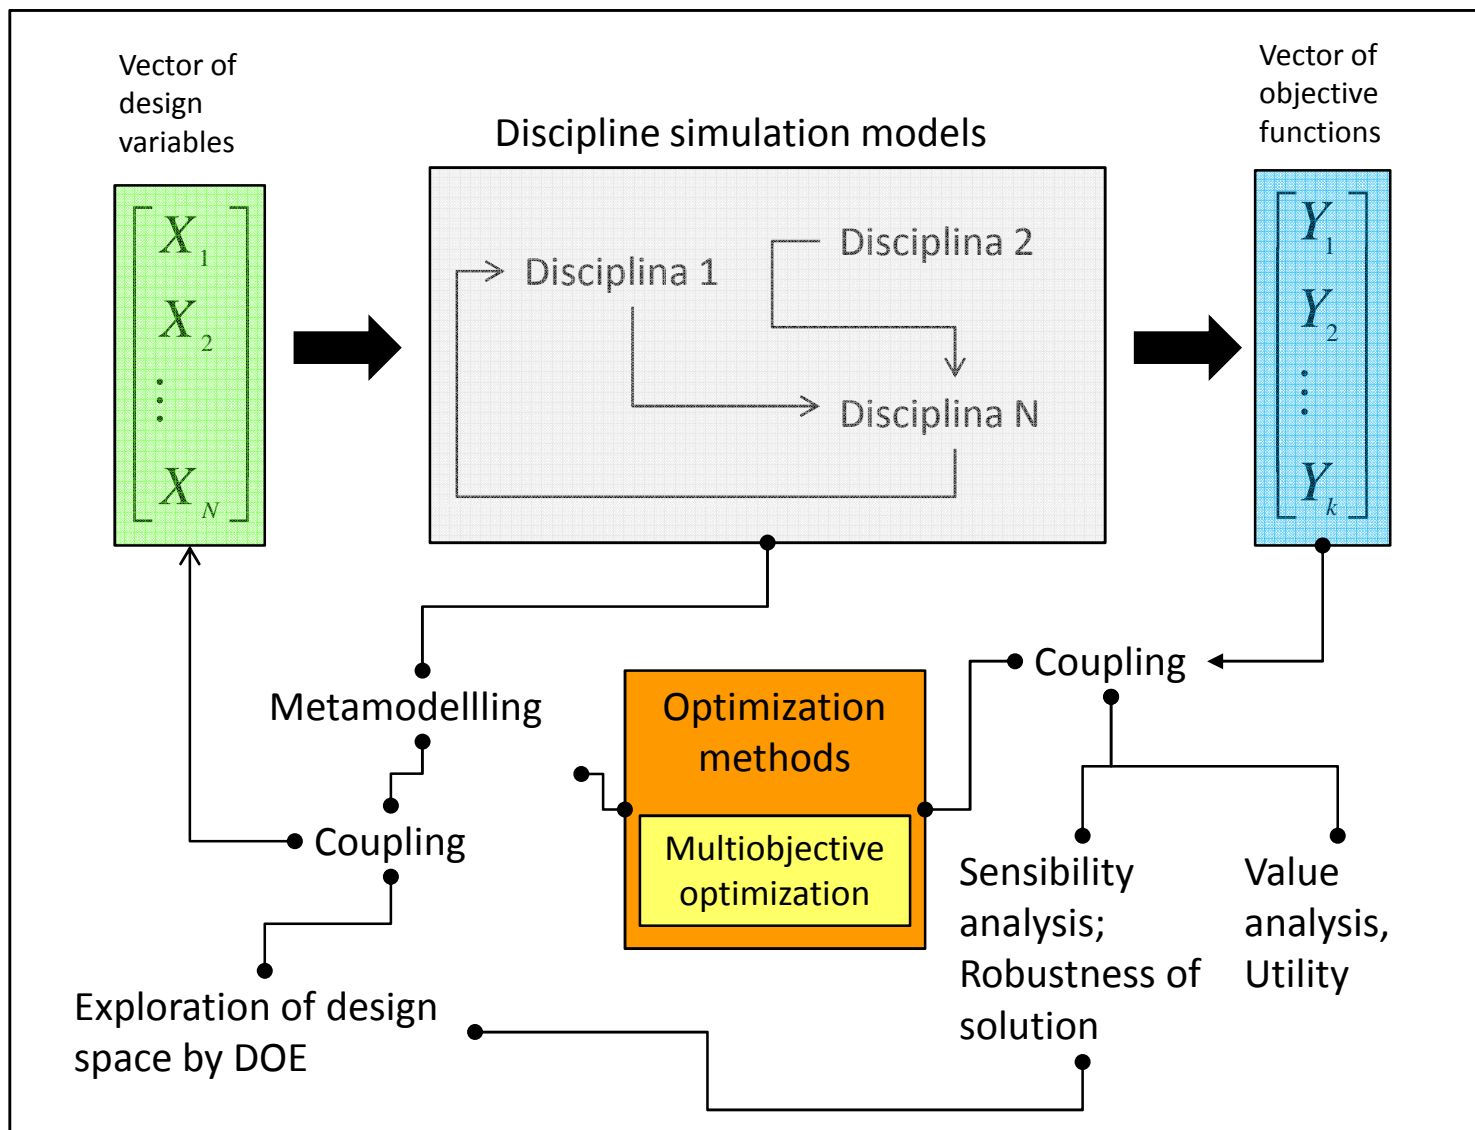 Vector of
design
variables
Discipline simulation models
Vector of
objective
functions
X1
X2
⋮
XN
Disciplina 1
Disciplina 2
Disciplina N
Y1
Y2
⋮
Yk
Metamodellling
Coupling
Exploration of design
space by DOE
Optimization
methods
Multiobjective
optimization
Coupling
Sensibility
analysis;
Robustness of
solution
Value
analysis,
Utility